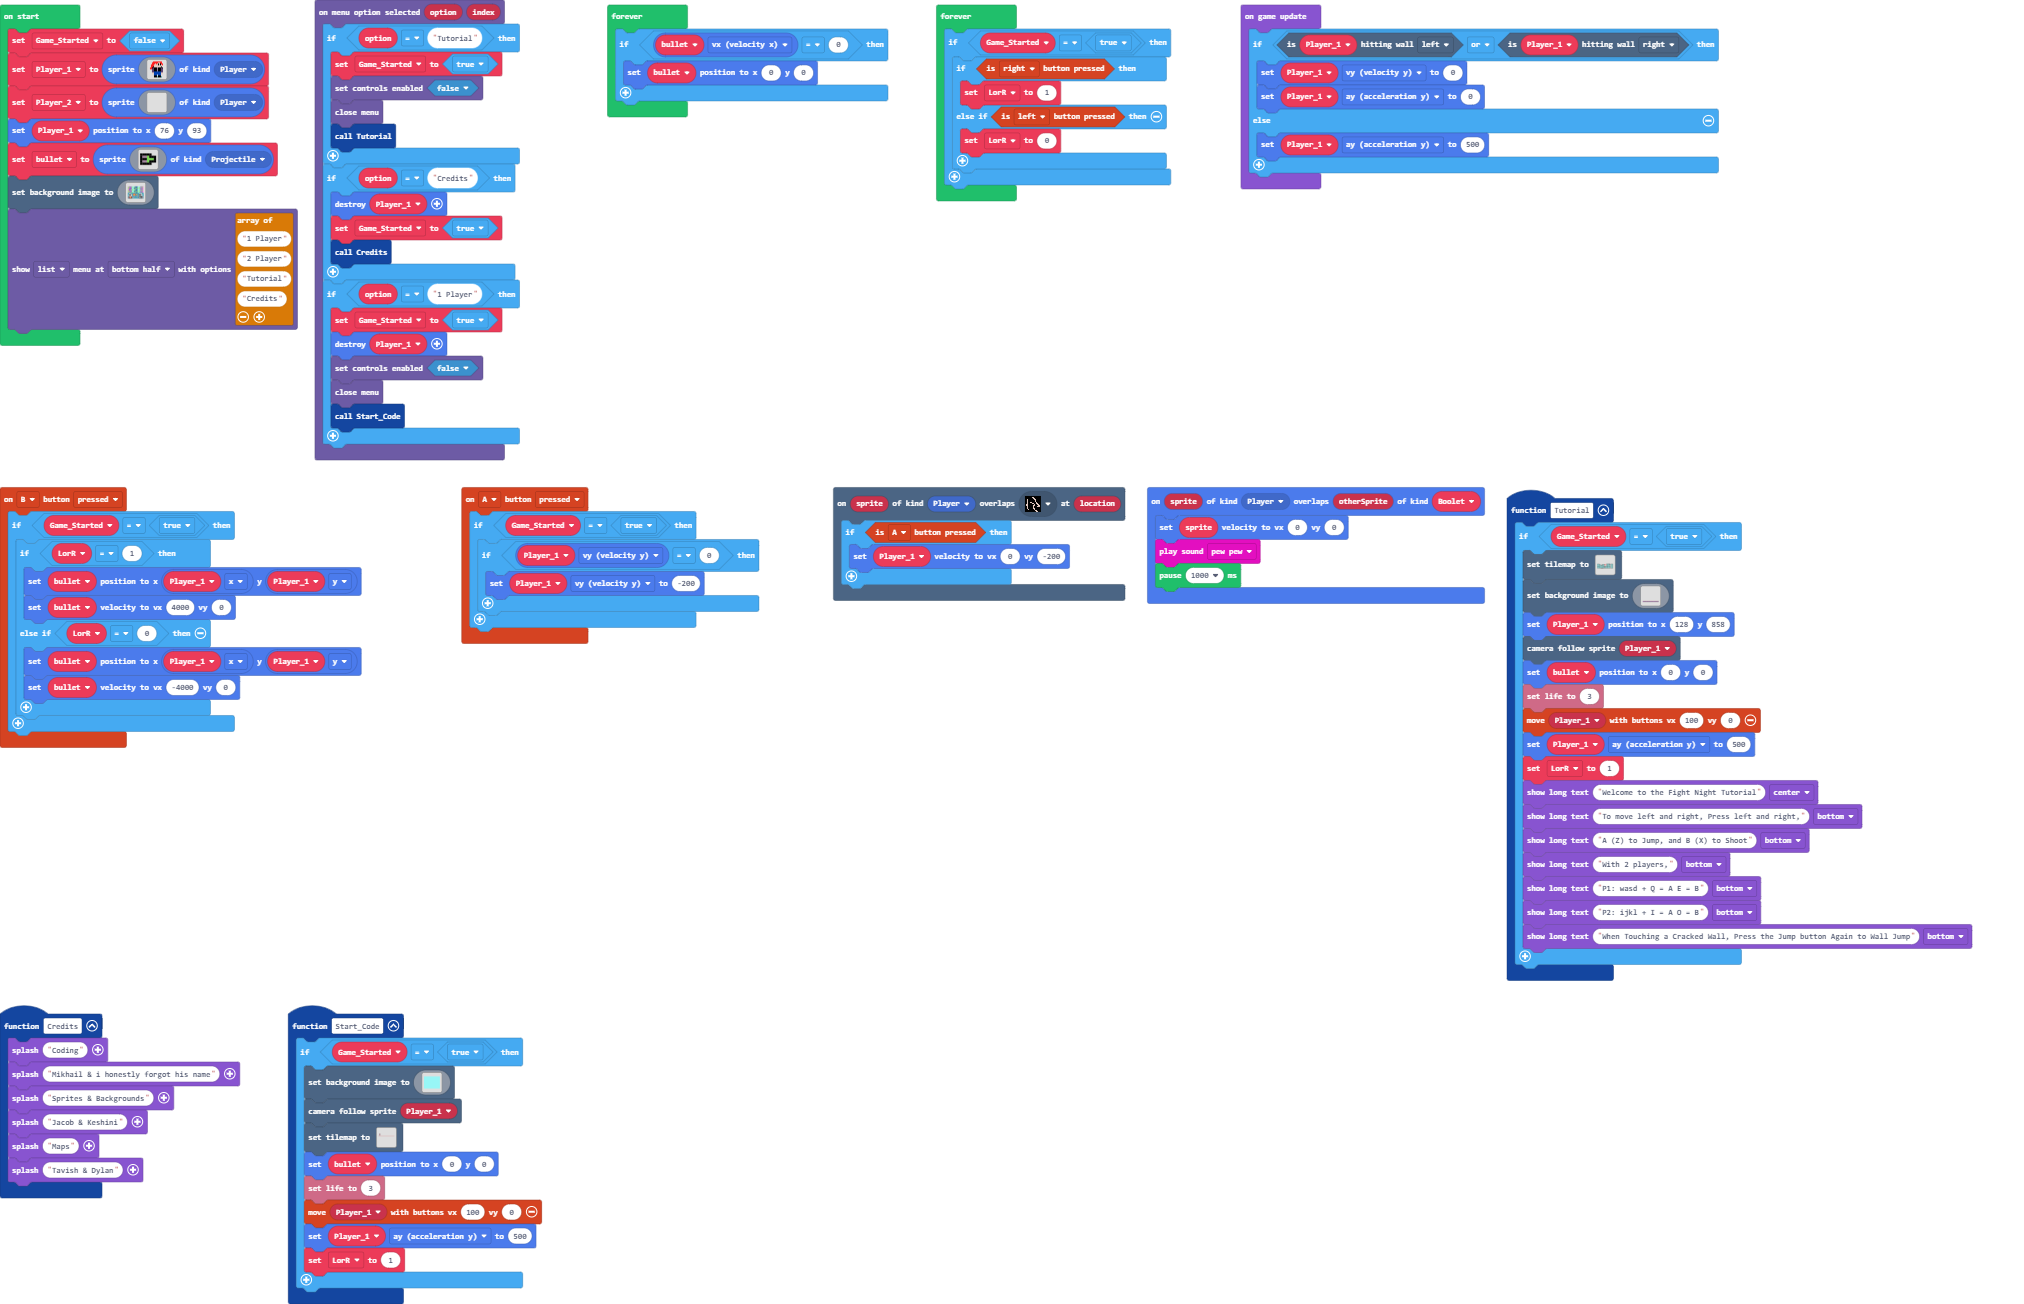 on start
set Game_Started to false
set Player_1 to sprite of kind Player
set Player_2 to sprite of kind Player
set Player_1 position to x 76 y 93
set bullet to sprite of kind Projectile
set background image to
show list menu at bottom half with options
array of
"1 Player"
"2 Player"
"Tutorial"
"Credits"
on menu option selected option index
if option = "Tutorial" then
set Game_Started to true
set controls enabled false
close menu
call Tutorial
if option = "Credits" then
destroy Player_1
set Game_Started to true
call Credits
if option = "1 Player" then
set Game_Started to true
destroy Player_1
set controls enabled false
close menu
call Start_Code
forever
if bullet vx (velocity x) = 0 then
set bullet position to x 0 y 0
forever
if Game_Started = true then
if is right button pressed then
set LorR to 1
else if is left button pressed then
set LorR to 0
on game update
if is Player_1 hitting wall left or is Player_1 hitting wall right then
set Player_1 vy (velocity y) to 0
set Player_1 ay (acceleration y) to 0
else
set Player_1 ay (acceleration y) to 500
on B button pressed
if Game_Started = true then
if LorR = 1 then
set bullet position to x Player_1 x y Player_1 y
set bullet velocity to vx 4000 vy 0
else if LorR = 0 then
set bullet position to x Player_1 x y Player_1 y
set bullet velocity to vx -4000 vy 0
on A button pressed
if Game_Started = true then
if Player_1 vy (velocity y) = 0 then
set Player_1 vy (velocity y) to -200
on sprite of kind Player overlaps at location
if is A button pressed then
set Player_1 velocity to vx 0 vy -200
on sprite of kind Player overlaps otherSprite of kind Boolet
set sprite velocity to vx 0 vy 0
play sound pew pew
pause 1000 ms
function Tutorial
if Game_Started = true then
set tilemap to
set background image to
set Player_1 position to x 128 y 858
camera follow sprite Player_1
set bullet position to x 0 y 0
set life to 3
move Player_1 with buttons vx 100 vy 0
set Player_1 ay (acceleration y) to 500
set LorR to 1
show long text "Welcome to the Fight Night Tutorial" center
show long text "To move left and right, Press left and right," bottom
show long text "A (Z) to Jump, and B (X) to Shoot" bottom
show long text "With 2 players," bottom
show long text "P1: wasd + Q = A E = B" bottom
show long text "P2: ijkl + I = A O = B" bottom
show long text "When Touching a Cracked Wall, Press the Jump button Again to Wall Jump" bottom
function Credits
splash "Coding"
splash "Mikhail & i honestly forgot his name"
splash "Sprites & Backgrounds"
splash "Jacob & Keshini"
splash "Maps"
splash "Tavish & Dylan"
function Start_Code
if Game_Started = true then
set background image to
camera follow sprite Player_1
set tilemap to
set bullet position to x 0 y 0
set life to 3
move Player_1 with buttons vx 100 vy 0
set Player_1 ay (acceleration y) to 500
set LorR to 1